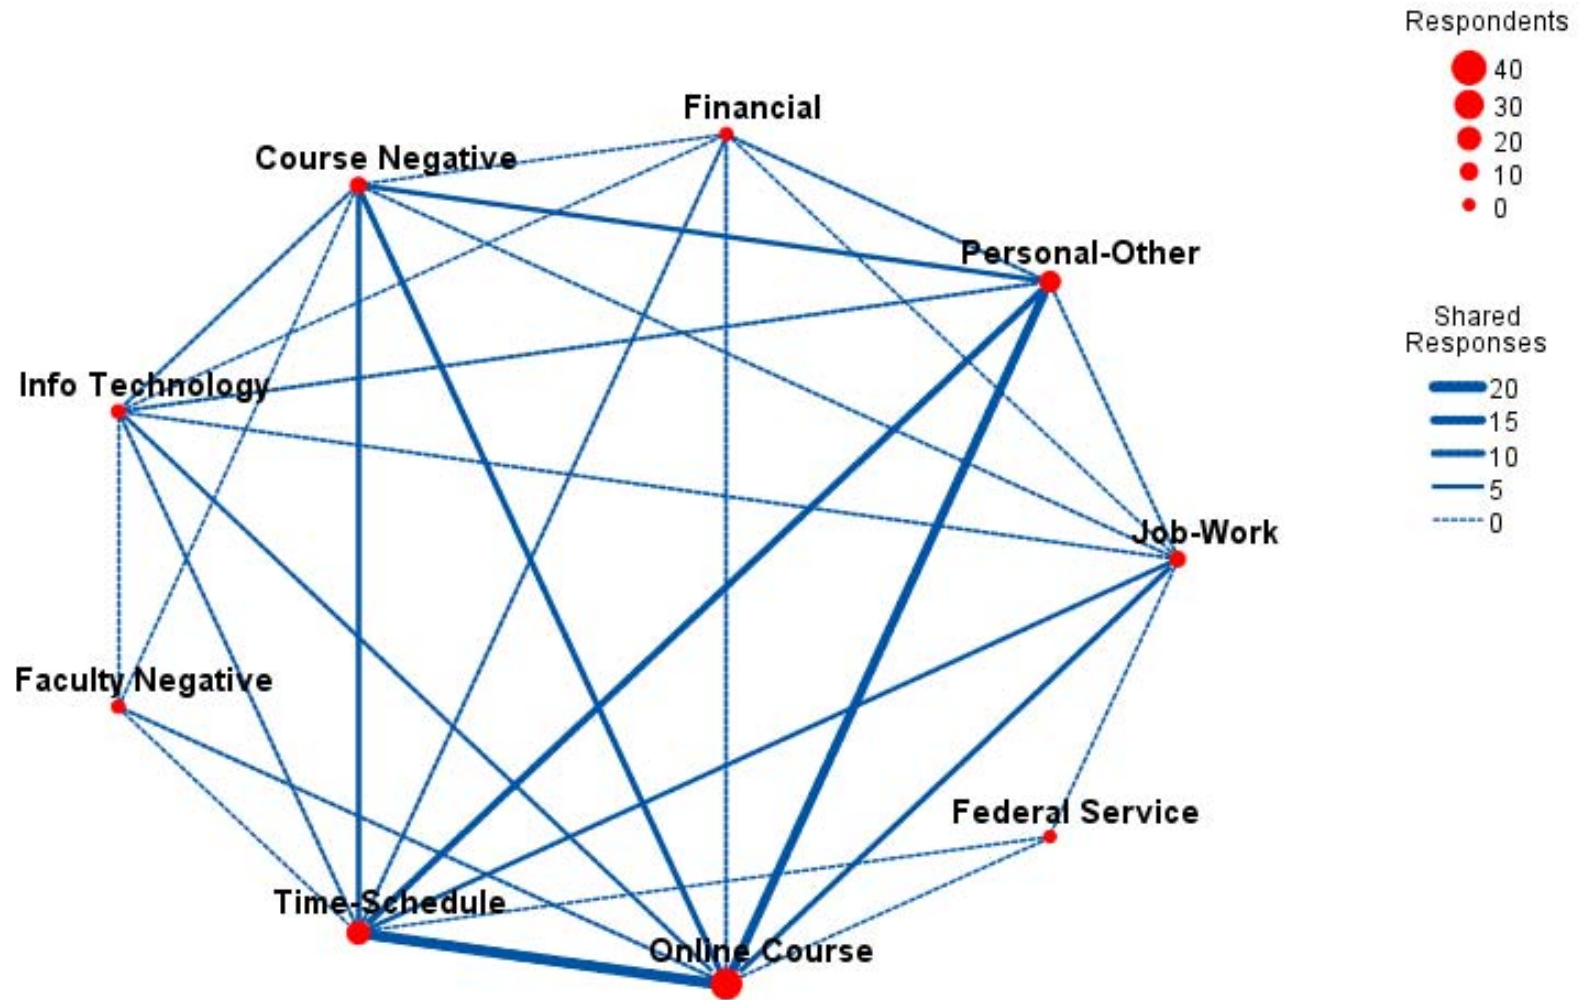 Respondents
40
30
20
10
0
Financial
Course Negative
Personal-Other
Shared
Responses
20
15
10
5
0
Info Technology
Job-Work
Faculty Negative
Federal Service
Time-Schedule
Online Course